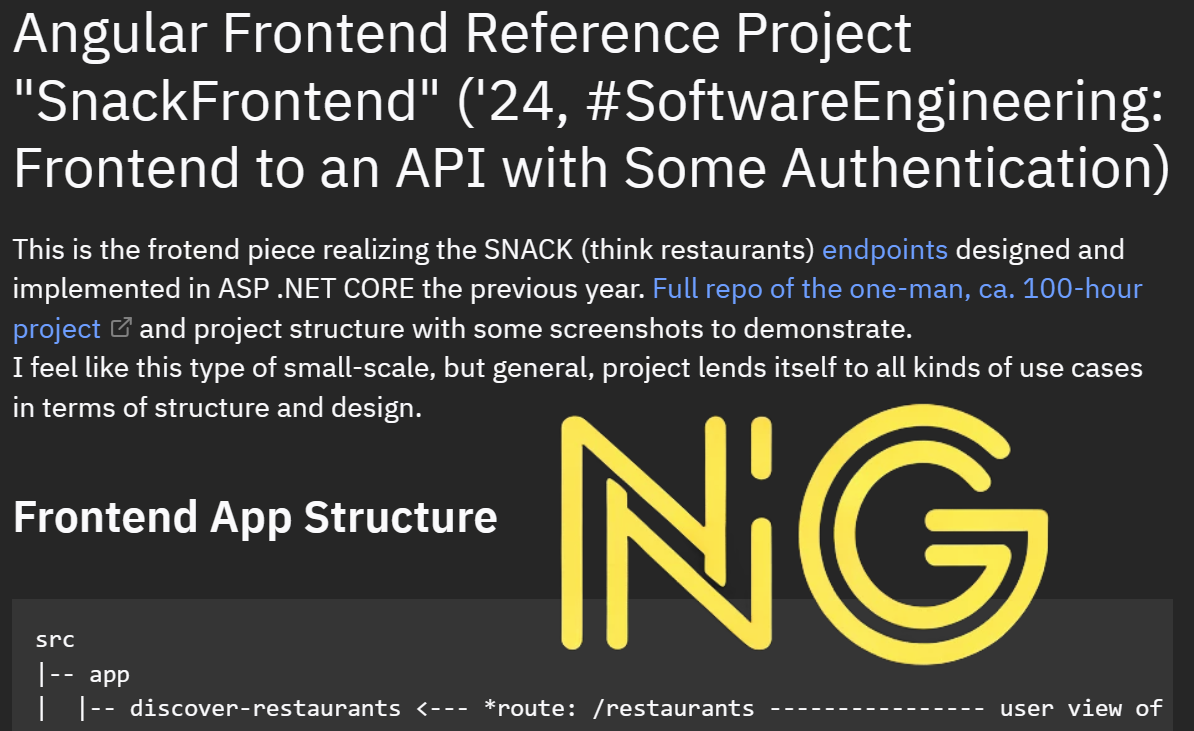 Angular Frontend Reference Project
"SnackFrontend" ('24, #SoftwareEngineering:
Frontend to an API with Some Authentication)
This is the frotend piece realizing the SNACK (think restaurants) endpoints designed and
implemented in ASP .NET CORE the previous year. Full repo of the one-man, ca. 100-hour
project and project structure with some screenshots to demonstrate.
I feel like this type of small-scale, but general, project lends itself to all kinds of use cases
in terms of structure and design.
NG
Frontend App Structure
src
|-- app
|  |-- discover-restaurants <--- *route: /restaurants ---------------- user view of